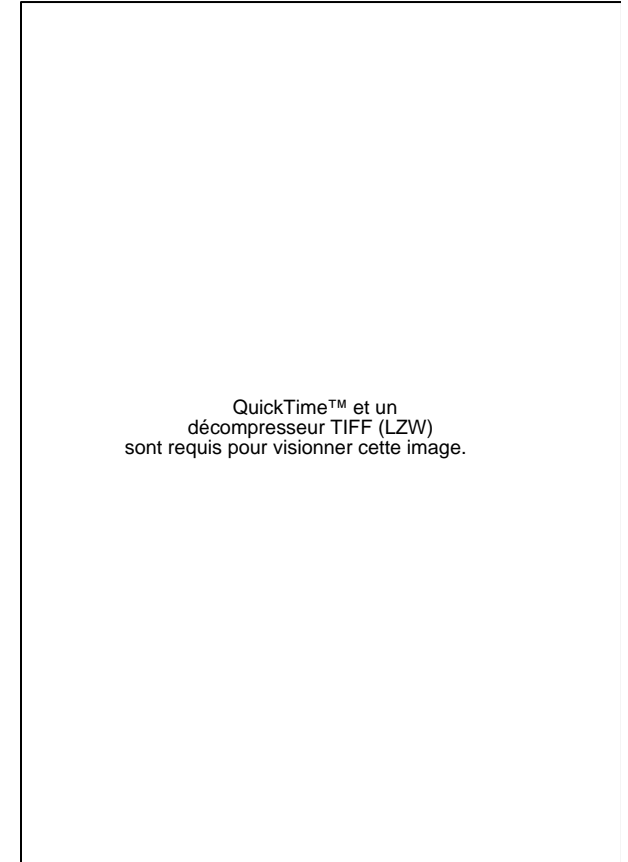 QuickTime™ et un
décompresseur TIFF (LZW)
sont requis pour visionner cette image.